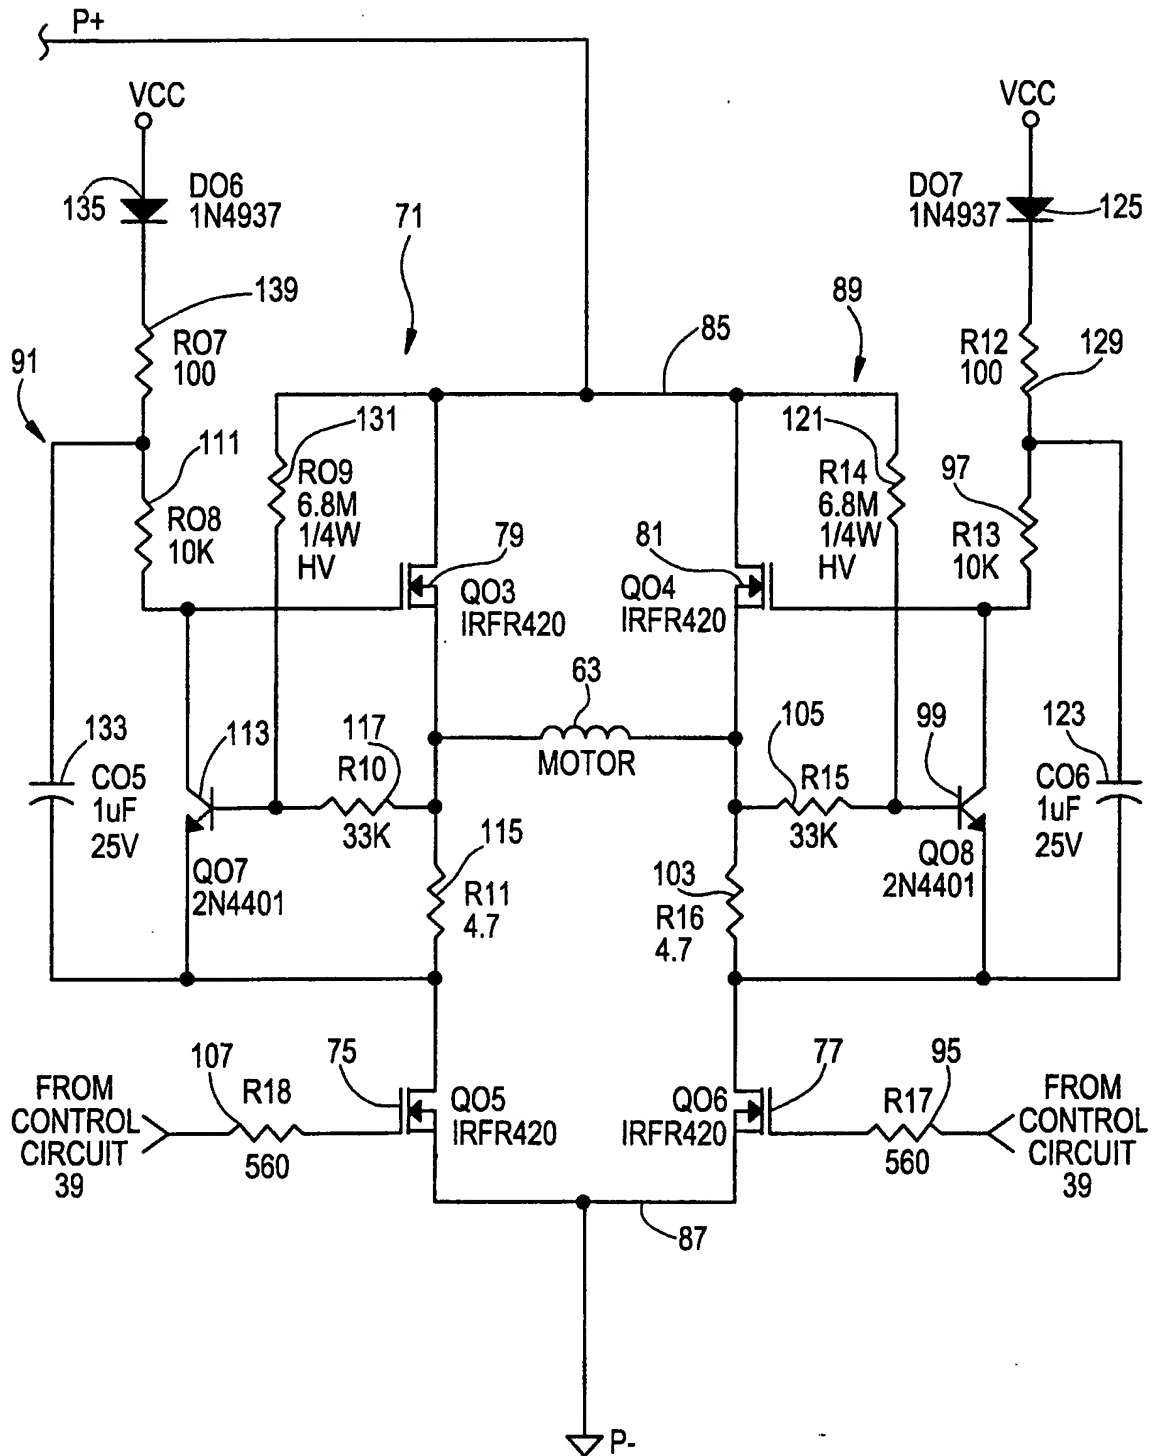 P+
VCC
VCC
135
DO6
1N4937
DO7
1N4937
125
71
139
89
RO7
100
85
R12
100
129
91
111
131
121
97
RO9
6.8M
1/4W
HV
R14
6.8M
1/4W
HV
RO8
10K
79
81
R13
10K
QO3
IRFR420
QO4
IRFR420
63
MOTOR
133
113
117
105
99
123
CO5
1uF
25V
R10
33K
R15
33K
CO6
1uF
25V
QO7
2N4401
115
103
QO8
2N4401
R11
4.7
R16
4.7
107
75
77
95
FROM
CONTROL
CIRCUIT
39
R18
560
QO5
IRFR420
QO6
IRFR420
R17
560
FROM
CONTROL
CIRCUIT
39
87
P-